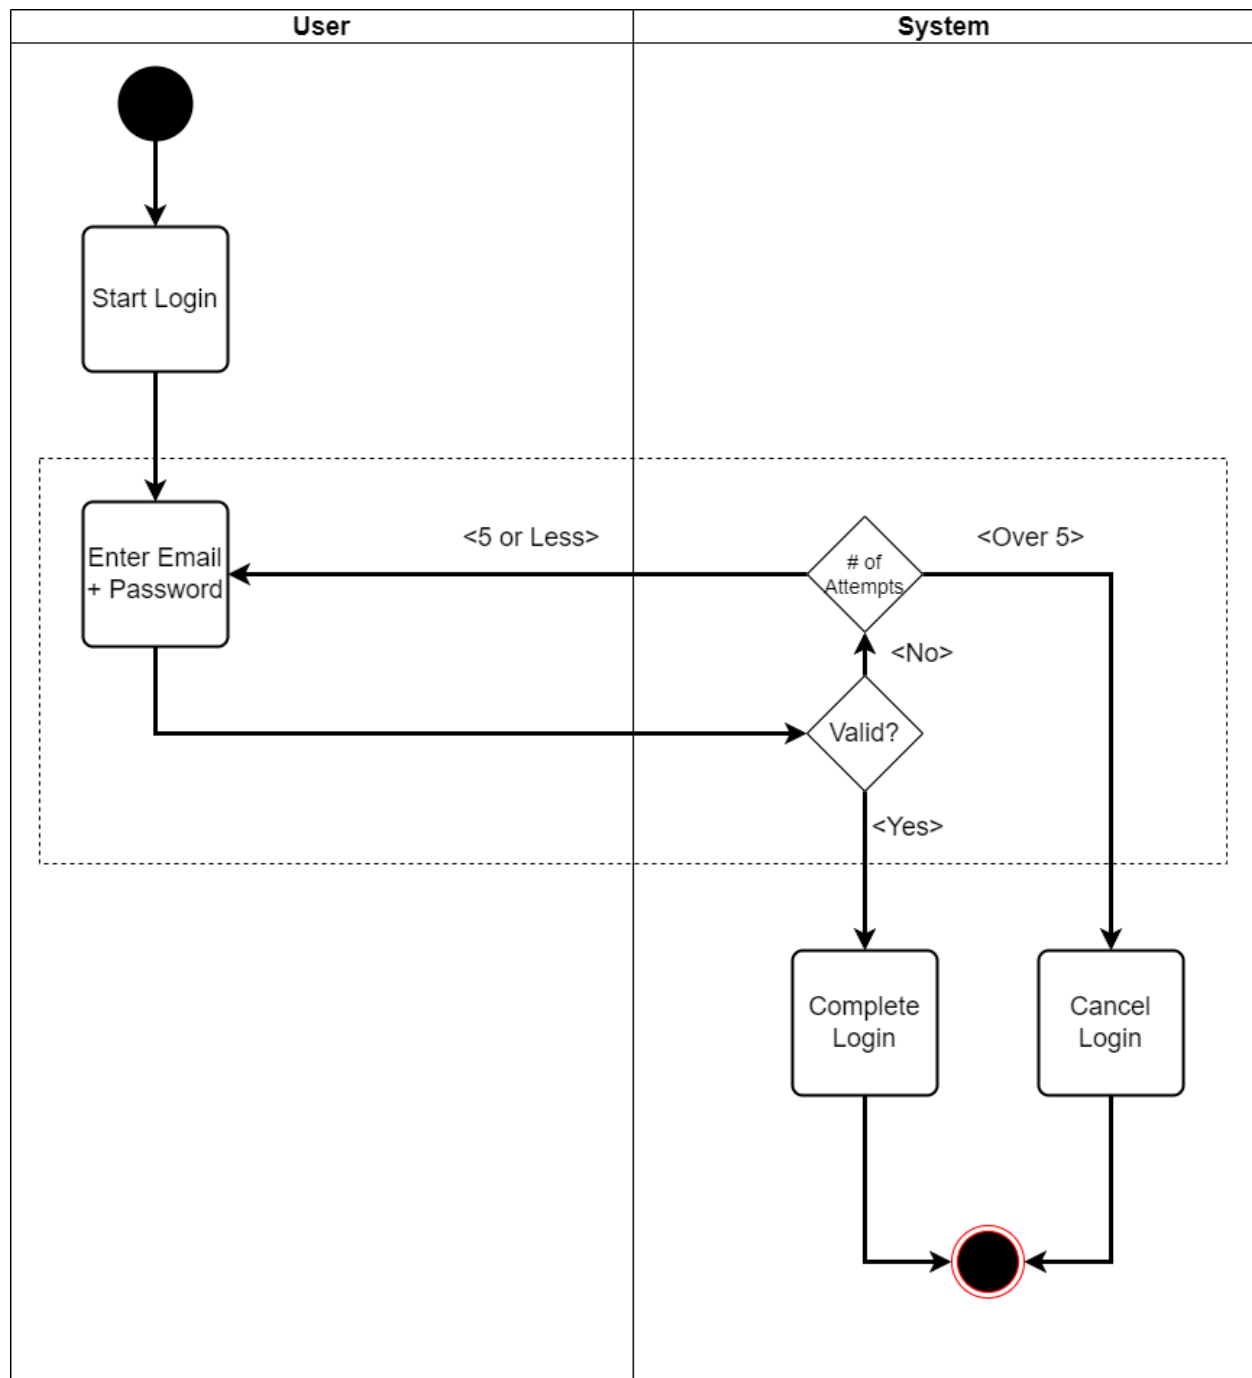 User
System
Start Login
Enter Email
+ Password
<5 or Less>
# of
Attempts
<Over 5>
<No>
Valid?
<Yes>
Complete
Login
Cancel
Login